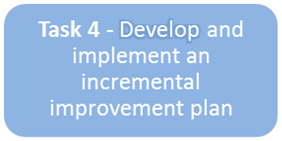 Task 4 - Develop and
implement an
incremental
improvement plan